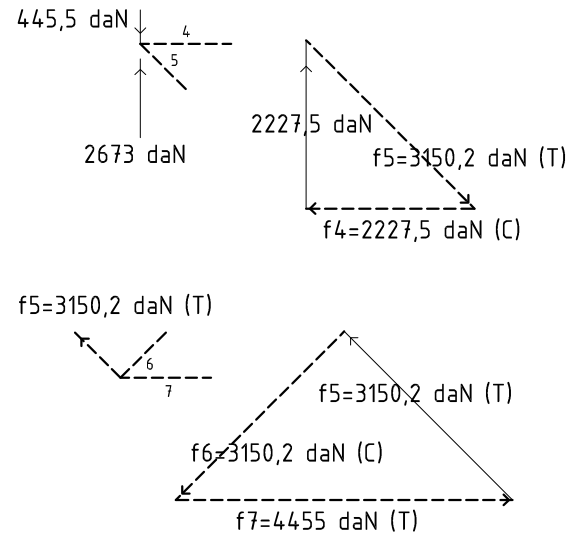 445,5 daN
4
5
2673 daN
2227,5 daN
f5=3150,2 daN (T)
f4=2227,5 daN (C)
f5=3150,2 daN (T)
6
7
f5=3150,2 daN (T)
f6=3150,2 daN (C)
f7=4455 daN (T)